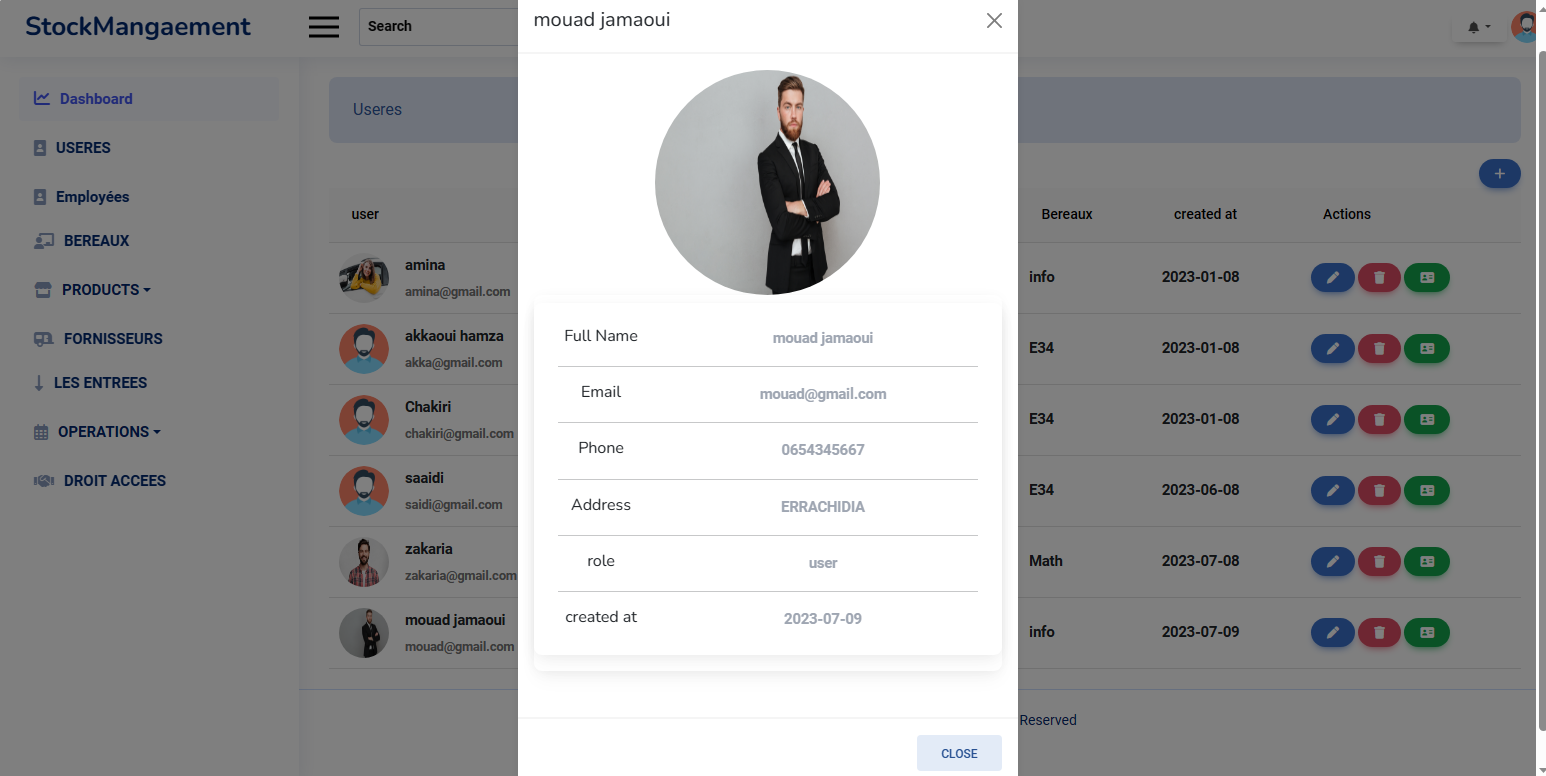 StockMangaement
Search
Dashboard
USERES
Employées
BEREAUX
PRODUCTS
FORNISSEURS
LES ENTREES
OPERATIONS
DROIT ACCEES
Useres
user Bereaux created at Actions
amina
amina@gmail.com
info 2023-01-08
akkaoui hamza
akka@gmail.com
E34 2023-01-08
Chakiri
chakiri@gmail.com
E34 2023-01-08
saaidi
saidi@gmail.com
E34 2023-06-08
zakaria
zakaria@gmail.com
Math 2023-07-08
mouad jamaoui
mouad@gmail.com
info 2023-07-09
Reserved
mouad jamaoui
Full Name mouad jamaoui
Email mouad@gmail.com
Phone 0654345667
Address ERRACHIDIA
role user
created at 2023-07-09
CLOSE